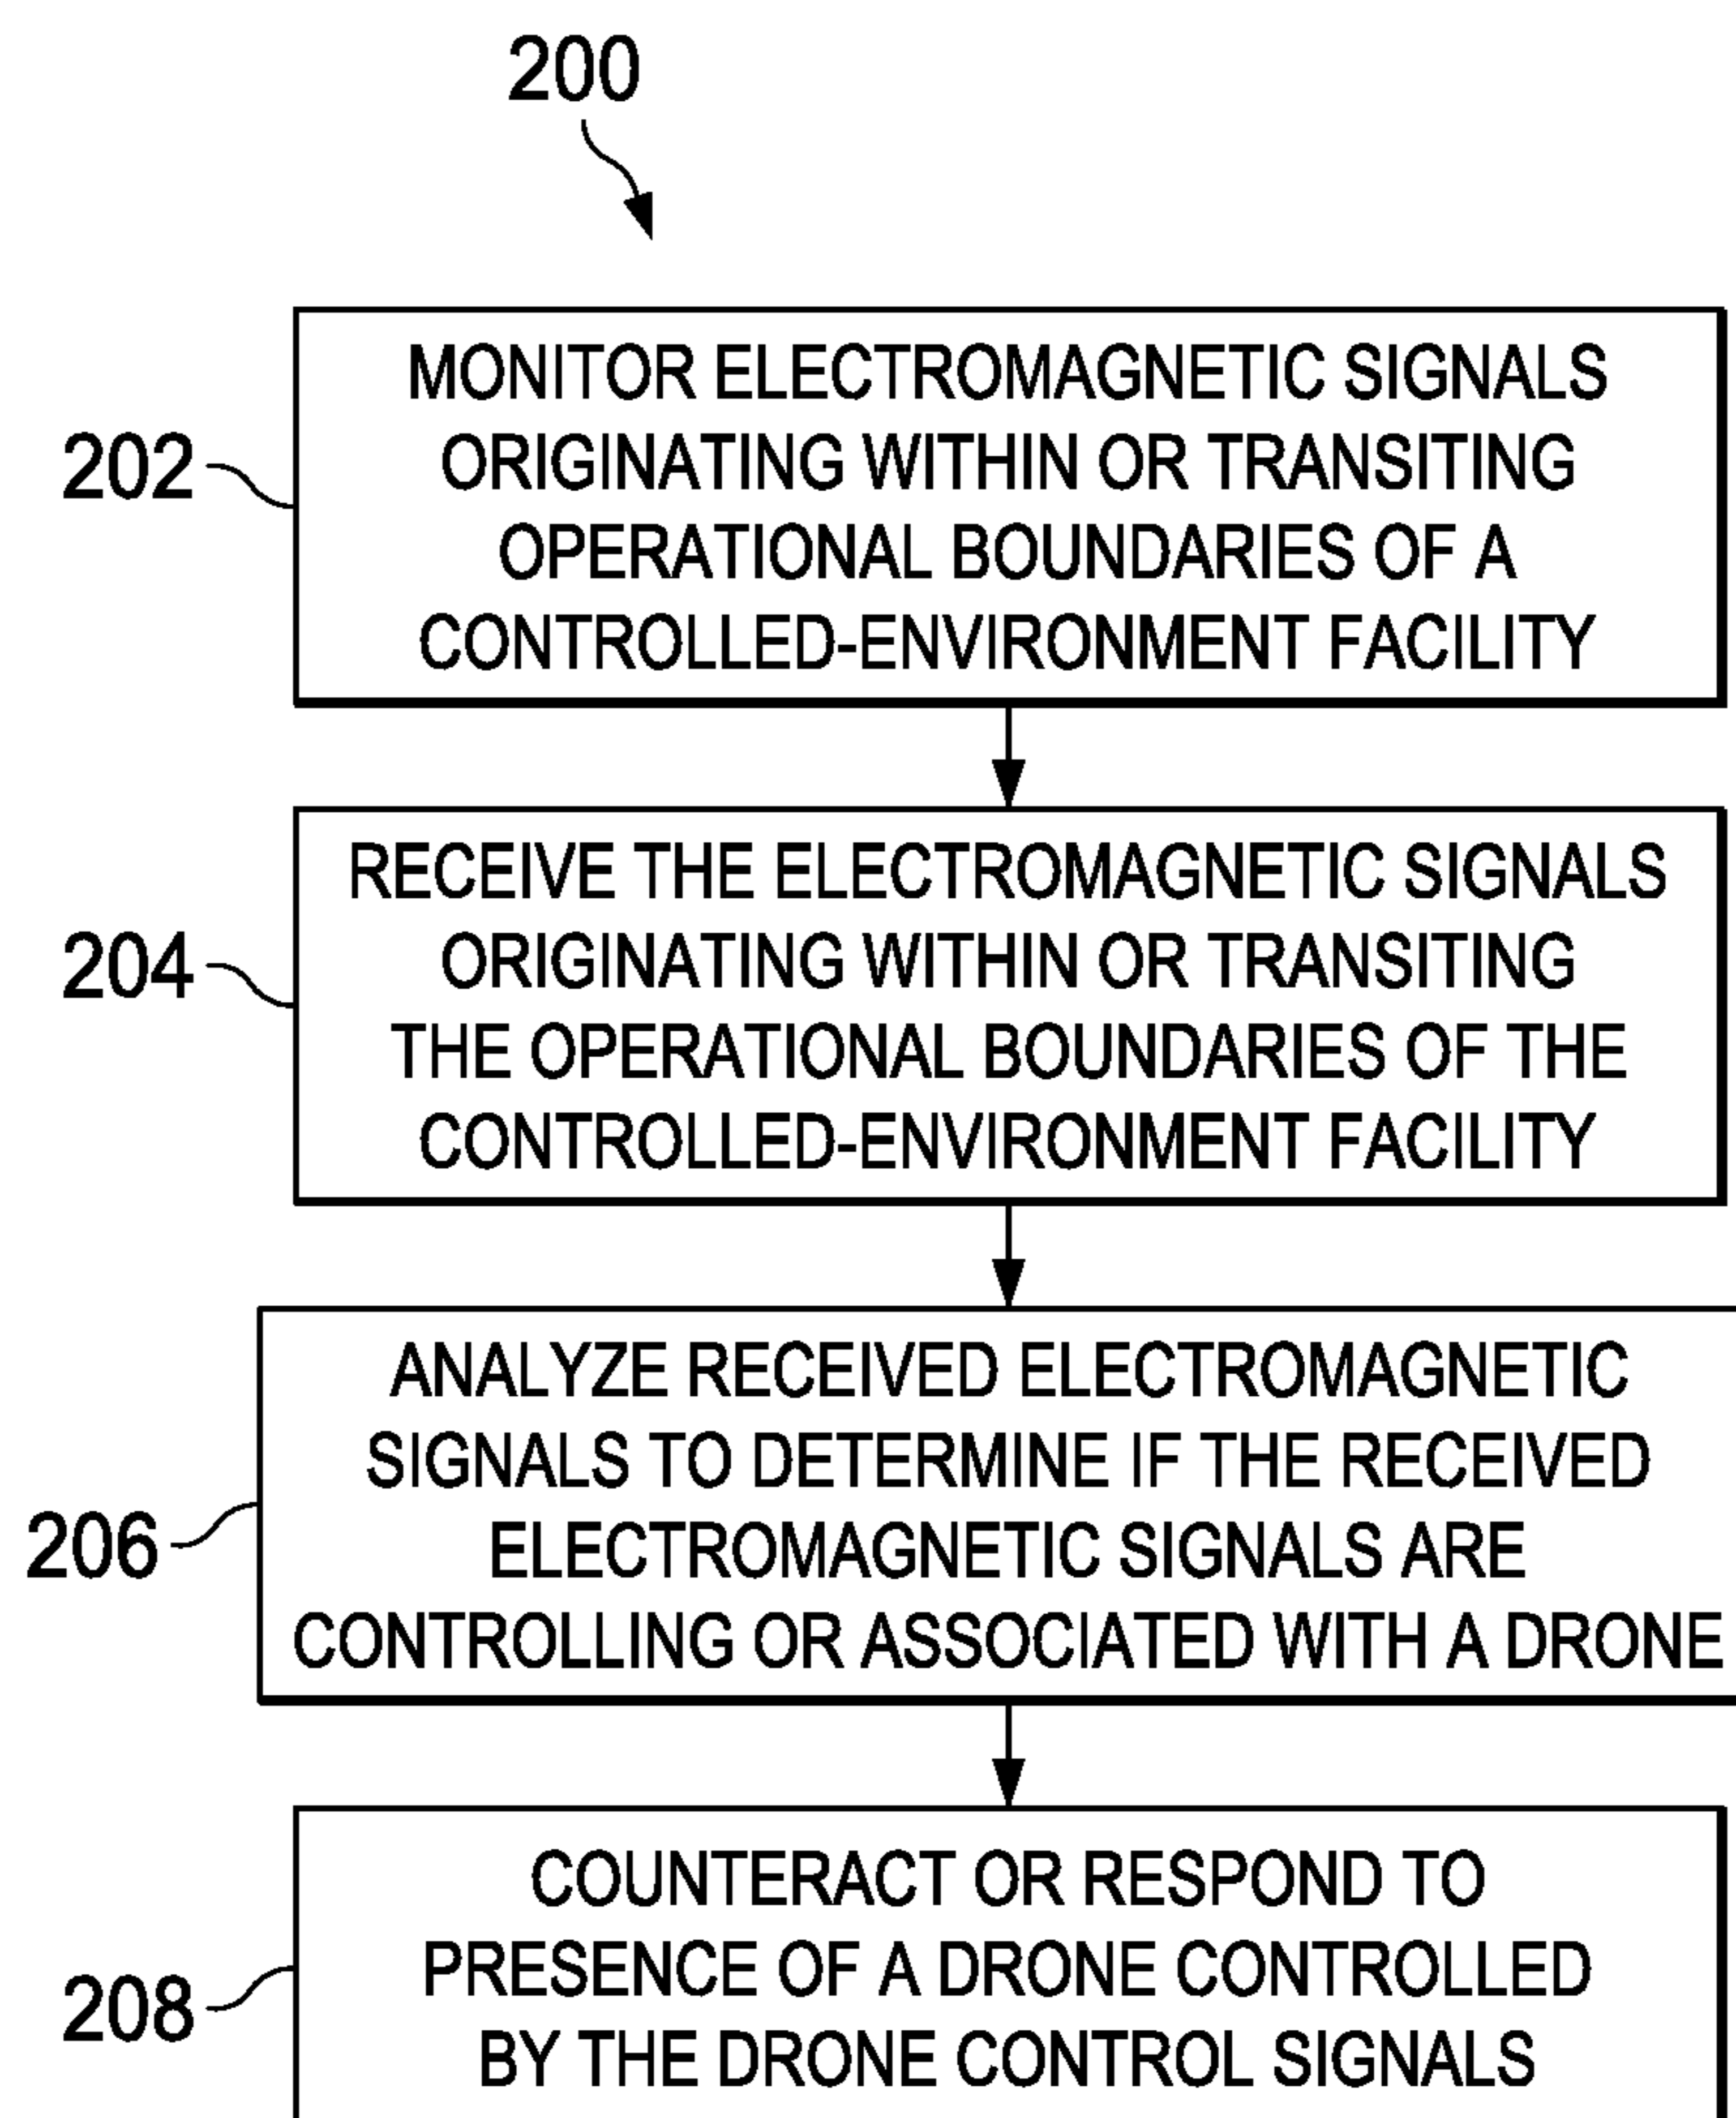 200
202
MONITOR ELECTROMAGNETIC SIGNALS
ORIGINATING WITHIN OR TRANSITING
OPERATIONAL BOUNDARIES OF A
CONTROLLED-ENVIRONMENT FACILITY
204
RECEIVE THE ELECTROMAGNETIC SIGNALS
ORIGINATING WITHIN OR TRANSITING
THE OPERATIONAL BOUNDARIES OF THE
CONTROLLED-ENVIRONMENT FACILITY
206
ANALYZE RECEIVED ELECTROMAGNETIC
SIGNALS TO DETERMINE IF THE RECEIVED
ELECTROMAGNETIC SIGNALS ARE
CONTROLLING OR ASSOCIATED WITH A DRONE
208
COUNTERACT OR RESPOND TO
PRESENCE OF A DRONE CONTROLLED
BY THE DRONE CONTROL SIGNALS